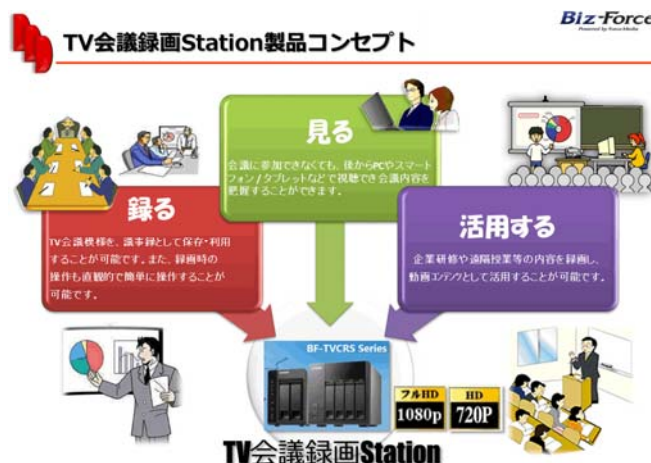 Biz-Force
Powered by Force Media
TV会議録画Station製品コンセプト
見る
会議に参加できなくても、後からPCやスマート
フォン/タブレットなどで視聴でき会議内容を
把握することができます。
録る
TV会議模様を、議事録として保存・利用
することが可能です。また、録画時の
操作も直観的で簡単に操作することが
可能です。
活用する
企業研修や遠隔授業等の内容を録画し、
動画コンテンツとして活用することが可能です。
BF-TVCRS Series
フルHD
1080p
HD
720P
TV会議録画Station